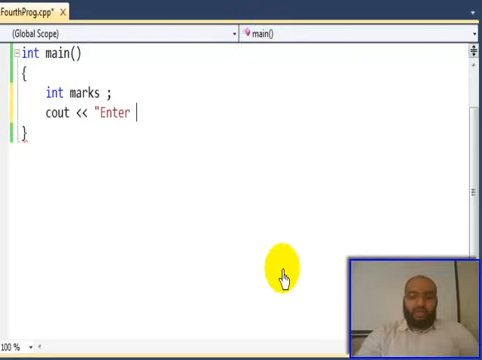 FourthProg.cpp* X
(Global Scope) main()
int main()
{
int marks ;
cout << "Enter
}
100 %